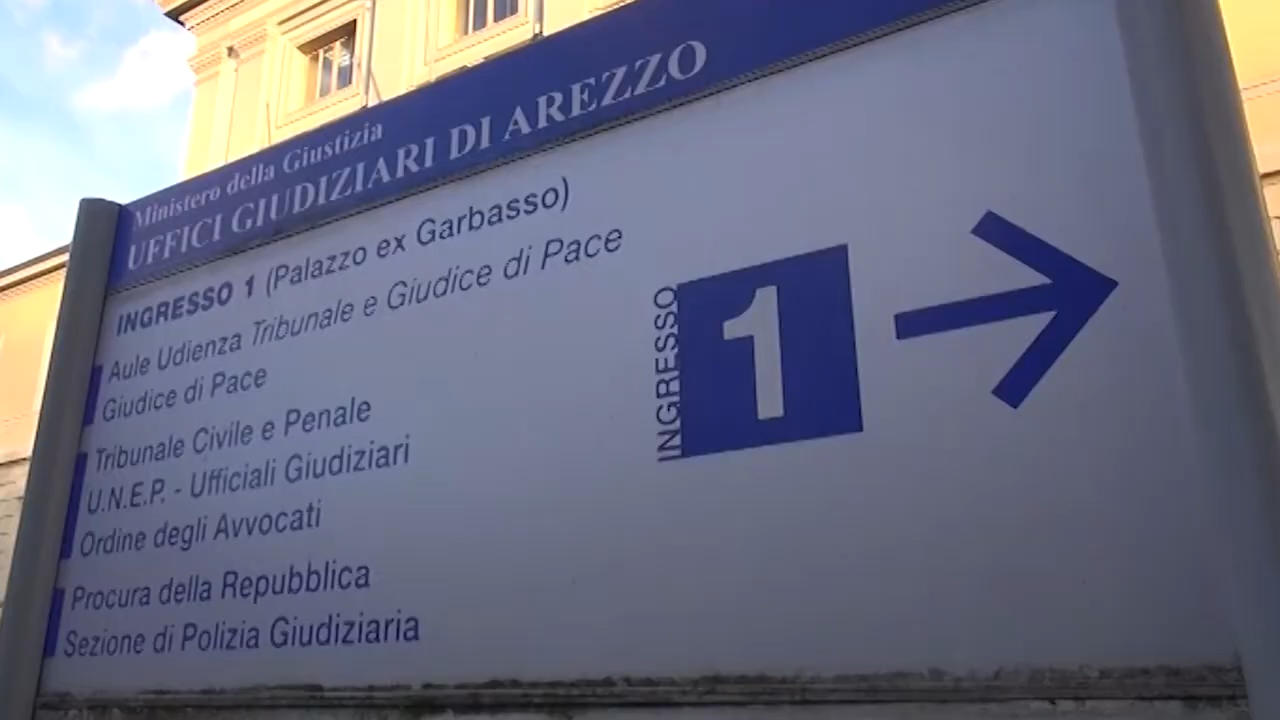 Ministero della Giustizia
UFFICI GIUDIZIARI DI AREZZO
INGRESSO 1 (Palazzo ex Garbasso)
Aule Udienza Tribunale e Giudice di Pace
Giudice di Pace
Tribunale Civile e Penale
U.N.E.P. - Ufficiali Giudiziari
Ordine degli Avvocati
Procura della Repubblica
Sezione di Polizia Giudiziaria
INGRESSO
1